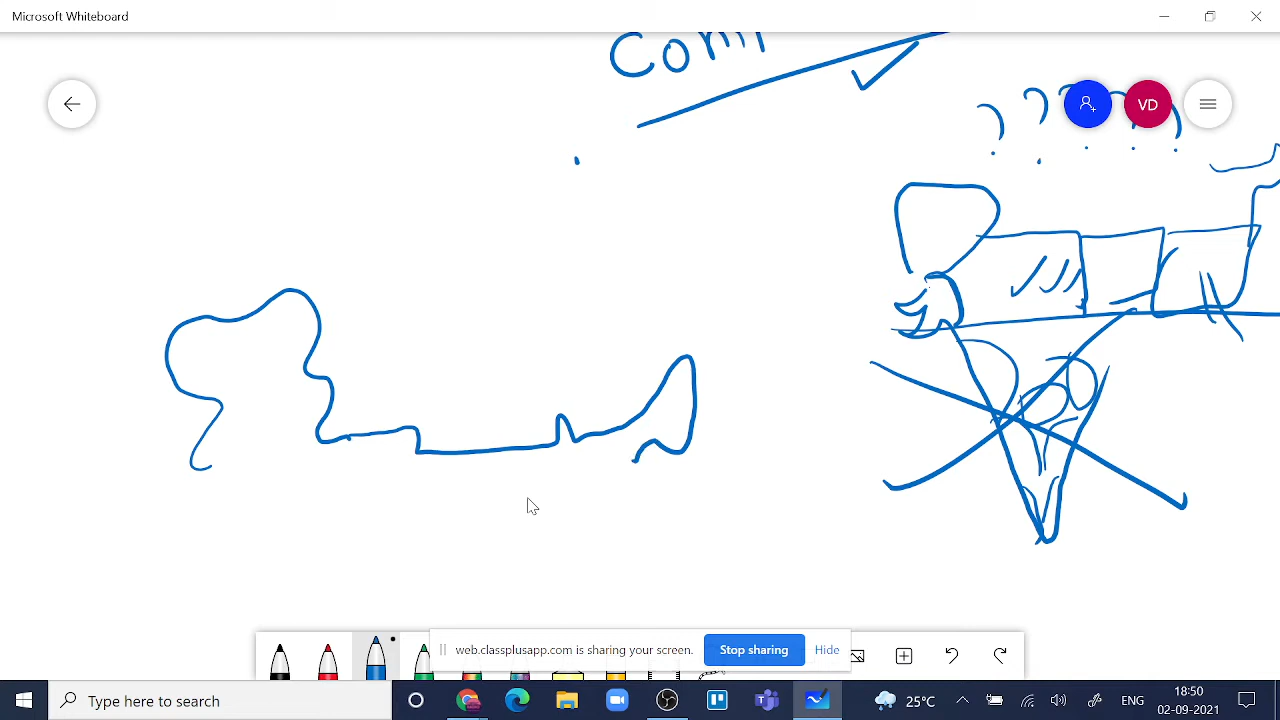 Microsoft Whiteboard
? ? ? ? ?
VD
web.classplusapp.com is sharing your screen.
Stop sharing
Hide
Type here to search
25°C
ENG
18:50
02-09-2021